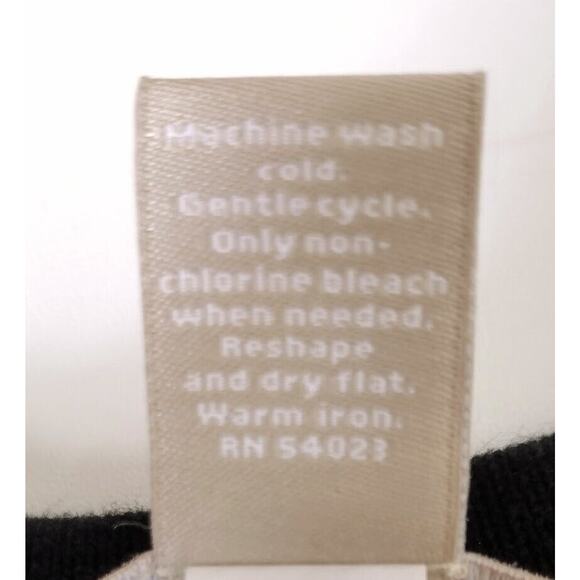 Machine wash
cold.
Gentle cycle.
Only non-
chlorine bleach
when needed.
Reshape
and dry flat.
Warm iron.
RN 54023